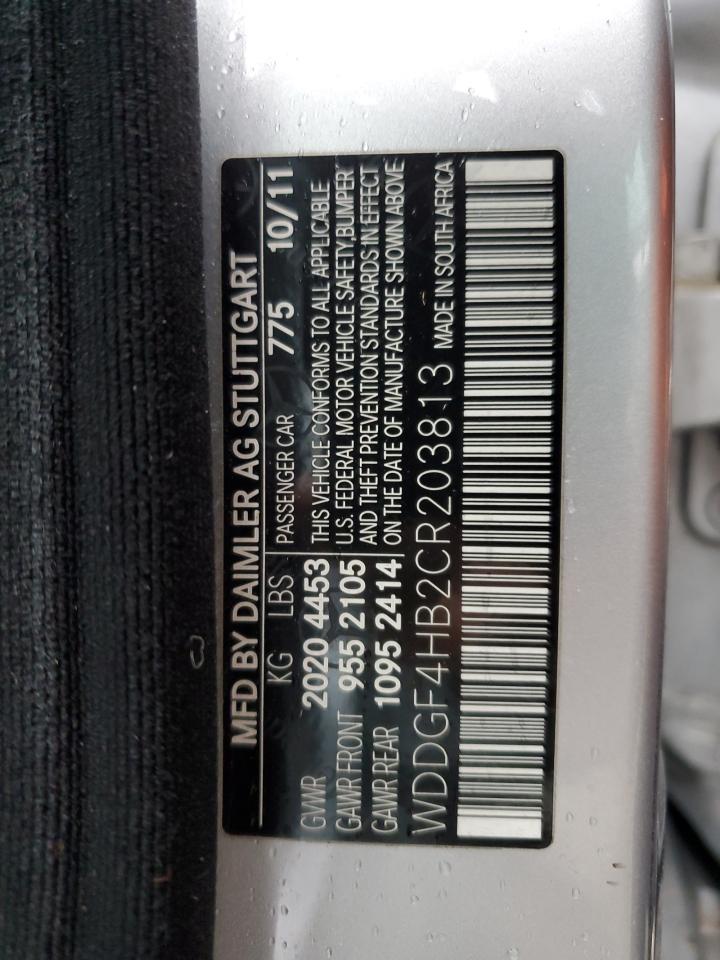 MFD BY DAIMLER AG STUTTGART
KG LBS PASSENGER CAR 775 10/11
GVWR 2020 4453 THIS VEHICLE CONFORMS TO ALL APPLICABLE
GAWR FRONT 955 2105 U.S. FEDERAL MOTOR VEHICLE SAFETY,BUMPER
GAWR REAR 1095 2414 AND THEFT PREVENTION STANDARDS IN EFFECT
ON THE DATE OF MANUFACTURE SHOWN ABOVE
WDDGF4HB2CR203813 MADE IN SOUTH AFRICA